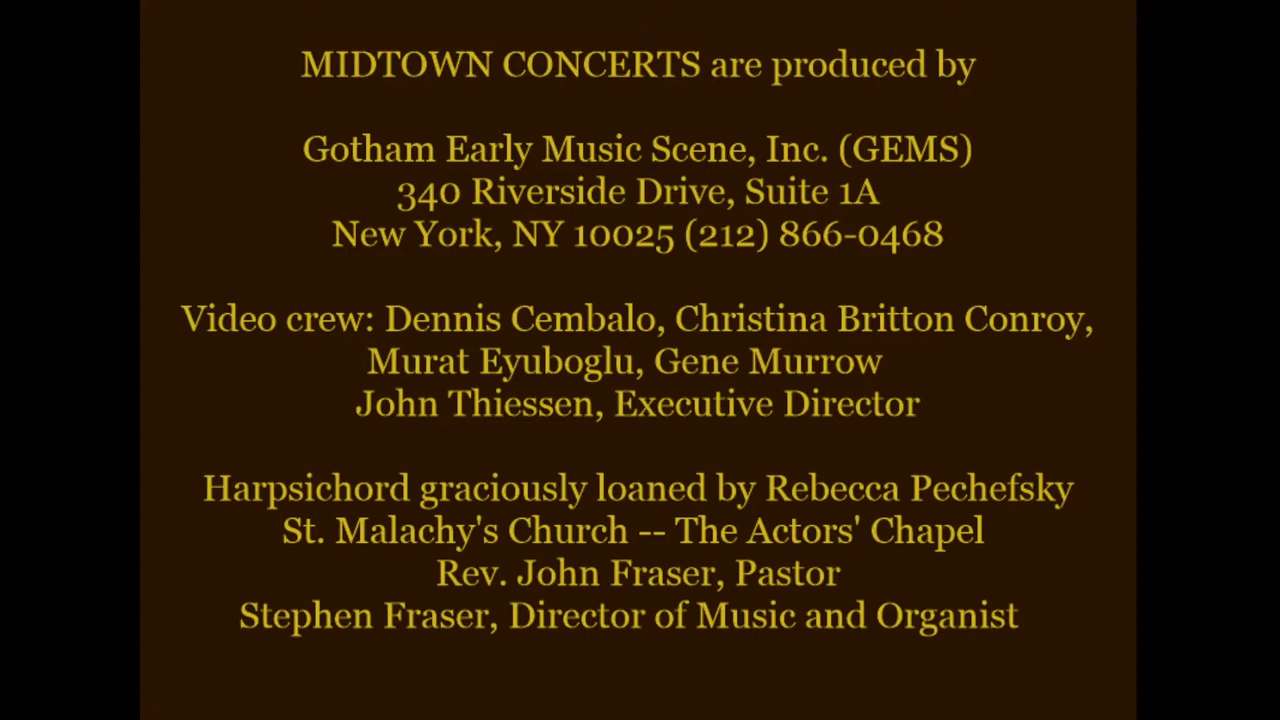 MIDTOWN CONCERTS are produced by
Gotham Early Music Scene, Inc. (GEMS)
340 Riverside Drive, Suite 1A
New York, NY 10025 (212) 866-0468
Video crew: Dennis Cembalo, Christina Britton Conroy,
Murat Eyuboglu, Gene Murrow
John Thiessen, Executive Director
Harpsichord graciously loaned by Rebecca Pechefsky
St. Malachy's Church -- The Actors' Chapel
Rev. John Fraser, Pastor
Stephen Fraser, Director of Music and Organist